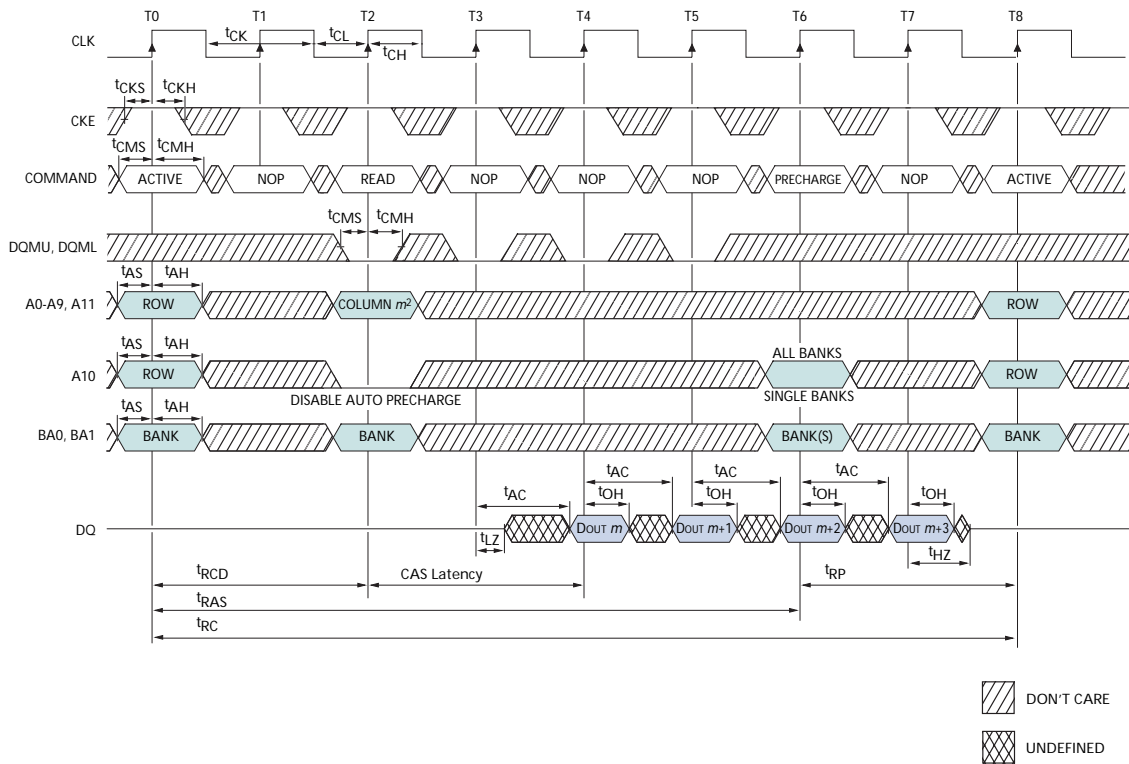 T0 T1 T2 T3 T4 T5 T6 T7 T8
CLK
tCK tCL tCH
tCKS tCKH
CKE
tCMS tCMH
COMMAND ACTIVE NOP READ NOP NOP NOP PRECHARGE NOP ACTIVE
tCMS tCMH
DQMU, DQML
tAS tAH
A0-A9, A11 ROW COLUMN m2 ROW
tAS tAH ALL BANKS
A10 ROW ROW
DISABLE AUTO PRECHARGE SINGLE BANKS
tAS tAH
BA0, BA1 BANK BANK BANK(S) BANK
tAC tAC tAC
tAC tOH tOH tOH tOH
DQ DOUT m DOUT m+1 DOUT m+2 DOUT m+3
tLZ tHZ
tRCD CAS Latency tRP
tRAS
tRC
DON'T CARE
UNDEFINED